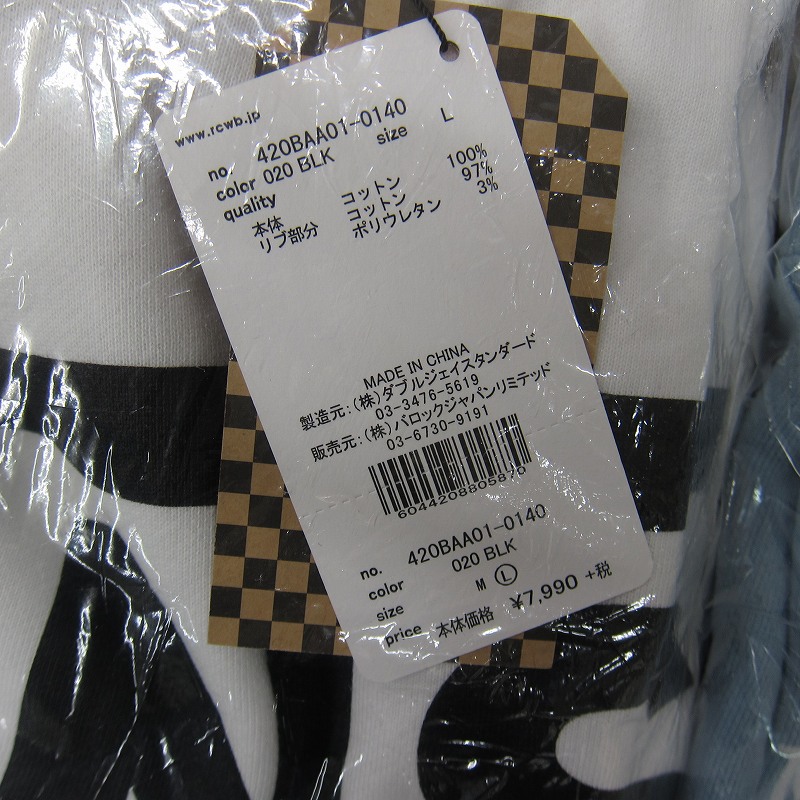 www.rcwb.jp
no. 420BAA01-0140
color 020 BLK size L
quality
本体 コットン 100%
リブ部分 コットン 97%
ポリウレタン 3%
MADE IN CHINA
製造元:(株)ダブルジェイスタンダード
03-3476-5619
販売元:(株)バロックジャパンリミテッド
03-6730-9191
6044208805870
no. 420BAA01-0140
color 020 BLK
size M L
price 本体価格 ¥7,990 +税